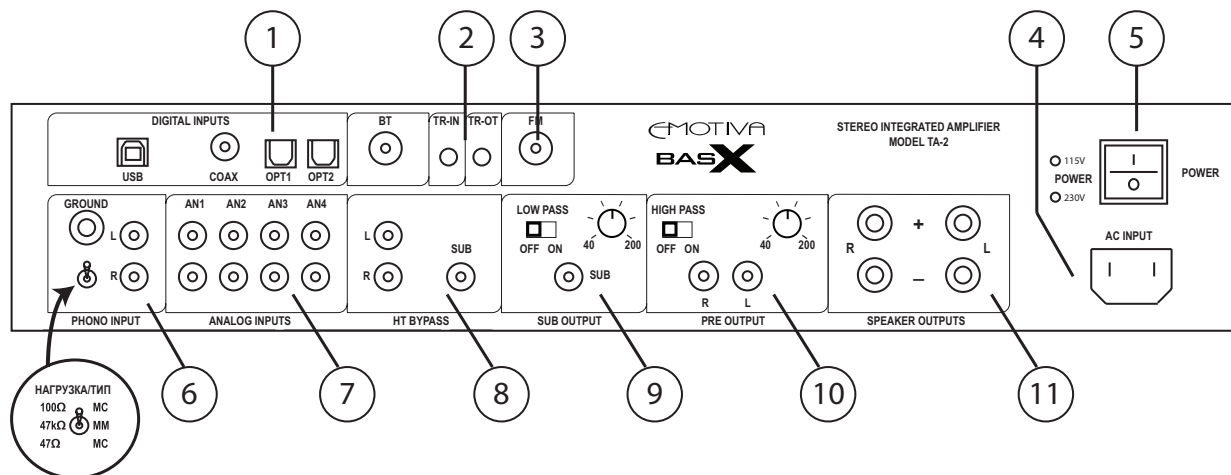 1
2
3
4
5
DIGITAL INPUTS
BT
TR-IN
TR-OT
FM
USB
COAX
OPT1
OPT2
EMOTIVA
BASX
STEREO INTEGRATED AMPLIFIER
MODEL TA-2
115V
POWER
230V
I
O
POWER
GROUND
L
R
PHONO INPUT
AN1
AN2
AN3
AN4
ANALOG INPUTS
L
R
SUB
HT BYPASS
LOW PASS
OFF ON
40
200
SUB
SUB OUTPUT
HIGH PASS
OFF ON
40
200
R
L
PRE OUTPUT
R
+
L
–
SPEAKER OUTPUTS
AC INPUT
НАГРУЗКА/ТИП
100Ω MC
47kΩ MM
47Ω MC
6
7
8
9
10
11